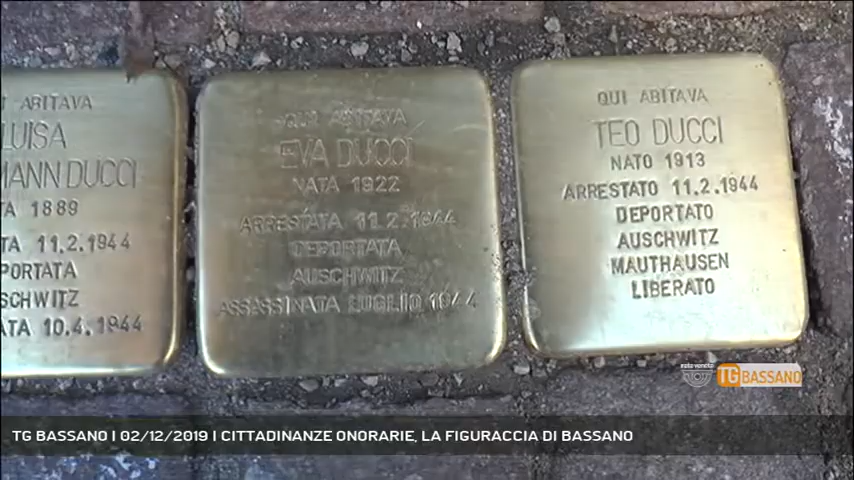 I ABITAVA
LUISA
MANN DUCCI
TA 1889
TA 11.2.1944
PORTATA
SCHWITZ
ATA 10.4.1944
QUI ABITAVA
EVA DUCCI
NATA 1922
ARRESTATA 11.2.1944
DEPORTATA
AUSCHWITZ
ASSASSINATA LUGLIO 1944
QUI ABITAVA
TEO DUCCI
NATO 1913
ARRESTATO 11.2.1944
DEPORTATO
AUSCHWITZ
MAUTHAUSEN
LIBERATO
rete veneta
TG BASSANO
TG BASSANO | 02/12/2019 | CITTADINANZE ONORARIE, LA FIGURACCIA DI BASSANO